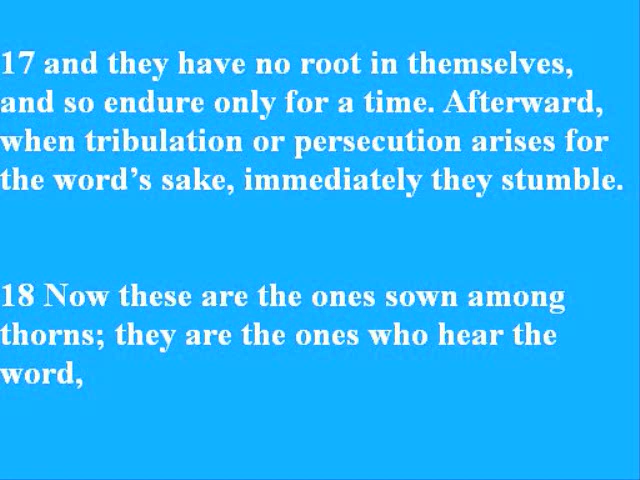 17 and they have no root in themselves,
and so endure only for a time. Afterward,
when tribulation or persecution arises for
the word’s sake, immediately they stumble.
18 Now these are the ones sown among
thorns; they are the ones who hear the
word,